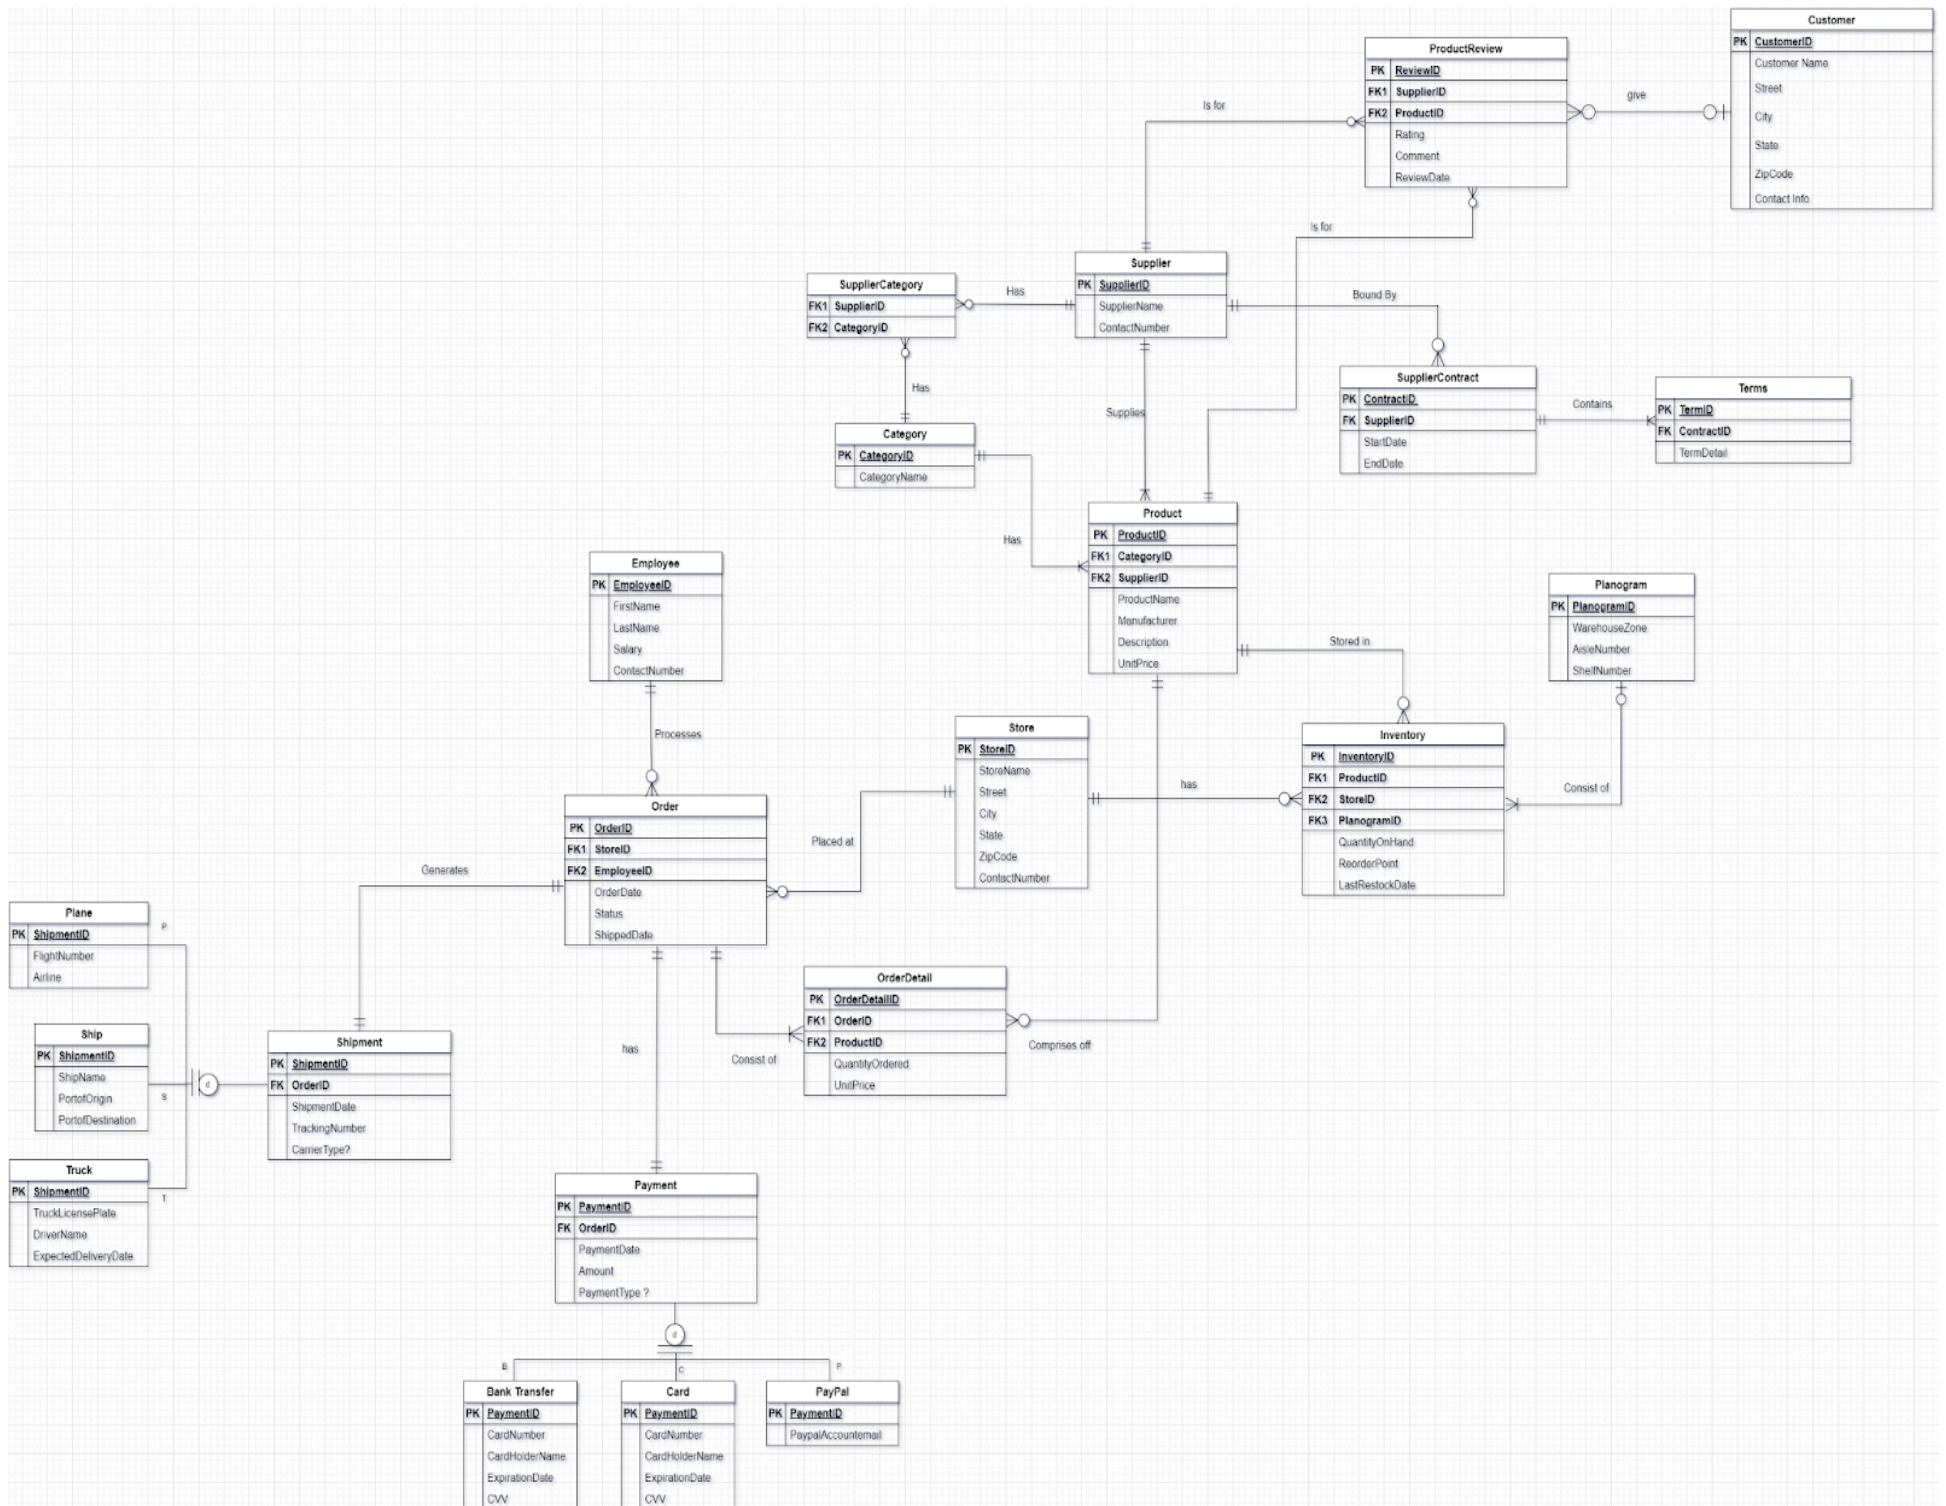 Customer
PK CustomerID
Customer Name
Street
City
State
ZipCode
Contact Info
ProductReview
PK ReviewID
FK1 SupplierID
FK2 ProductID
Rating
Comment
ReviewDate
give
Is for
Is for
Supplier
PK SupplierID
SupplierName
ContactNumber
SupplierCategory
FK1 SupplierID
FK2 CategoryID
Has
Bound By
Has
SupplierContract
PK ContractID
FK SupplierID
StartDate
EndDate
Contains
Terms
PK TermID
FK ContractID
TermDetail
Supplies
Category
PK CategoryID
CategoryName
Has
Product
PK ProductID
FK1 CategoryID
FK2 SupplierID
ProductName
Manufacturer
Description
UnitPrice
Employee
PK EmployeeID
FirstName
LastName
Salary
ContactNumber
Planogram
PK PlanogramID
WarehouseZone
AisleNumber
ShelfNumber
Stored in
Processes
Store
PK StoreID
StoreName
Street
City
State
ZipCode
ContactNumber
has
Inventory
PK InventoryID
FK1 ProductID
FK2 StoreID
FK3 PlanogramID
QuantityOnHand
ReorderPoint
LastRestockDate
Consist of
Order
PK OrderID
FK1 StoreID
FK2 EmployeeID
OrderDate
Status
ShippedDate
Placed at
Generates
Plane
PK ShipmentID
FlightNumber
Airline
P
OrderDetail
PK OrderDetailID
FK1 OrderID
FK2 ProductID
QuantityOrdered
UnitPrice
Consist of
Comprises off
has
Ship
PK ShipmentID
ShipName
PortofOrigin
PortofDestination
S
d
Shipment
PK ShipmentID
FK OrderID
ShipmentDate
TrackingNumber
CarrierType?
Truck
PK ShipmentID
TruckLicensePlate
DriverName
ExpectedDeliveryDate
T
Payment
PK PaymentID
FK OrderID
PaymentDate
Amount
PaymentType ?
d
B
C
P
Bank Transfer
PK PaymentID
CardNumber
CardHolderName
ExpirationDate
CVV
Card
PK PaymentID
CardNumber
CardHolderName
ExpirationDate
CVV
PayPal
PK PaymentID
PaypalAccountemail